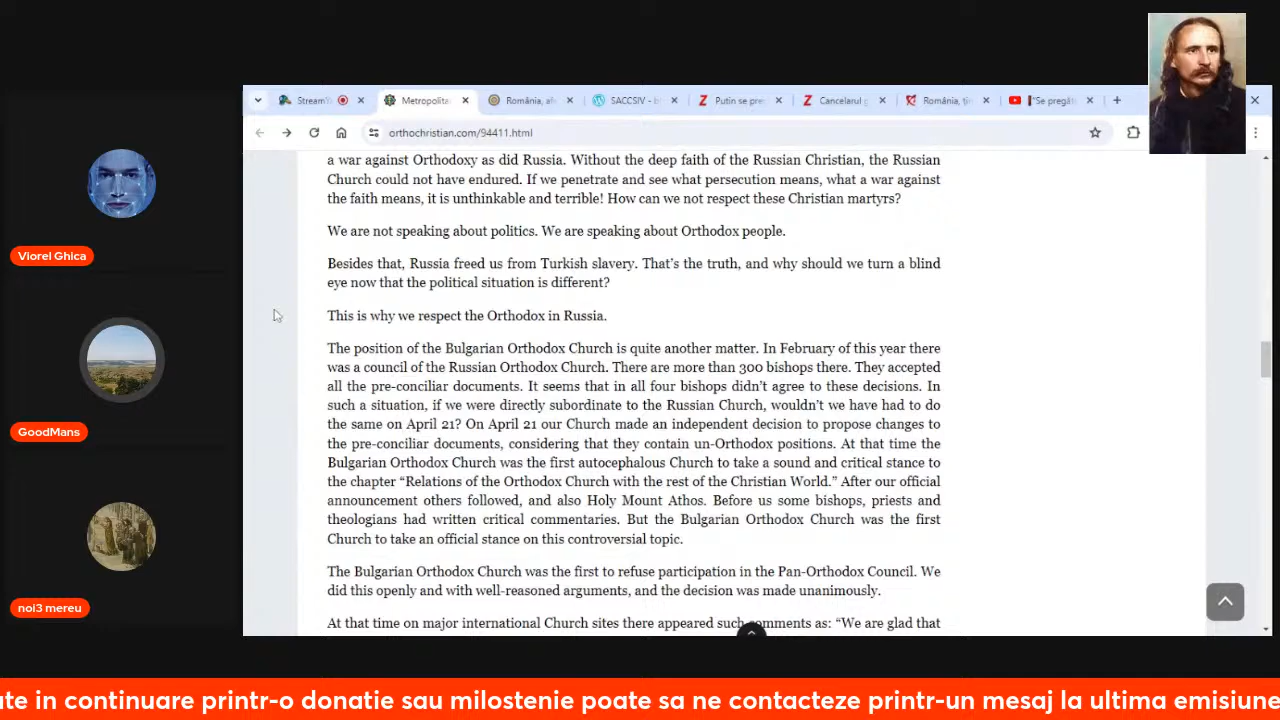 Stream'
Metropolita
România, al
SACCSIV – b
Putin se pre
Cancelarul g
România, țin
"Se pregăt
orthochristian.com/94411.html
a war against Orthodoxy as did Russia. Without the deep faith of the Russian Christian, the Russian
Church could not have endured. If we penetrate and see what persecution means, what a war against
the faith means, it is unthinkable and terrible! How can we not respect these Christian martyrs?
We are not speaking about politics. We are speaking about Orthodox people.
Besides that, Russia freed us from Turkish slavery. That's the truth, and why should we turn a blind
eye now that the political situation is different?
This is why we respect the Orthodox in Russia.
The position of the Bulgarian Orthodox Church is quite another matter. In February of this year there
was a council of the Russian Orthodox Church. There are more than 300 bishops there. They accepted
all the pre-conciliar documents. It seems that in all four bishops didn't agree to these decisions. In
such a situation, if we were directly subordinate to the Russian Church, wouldn't we have had to do
the same on April 21? On April 21 our Church made an independent decision to propose changes to
the pre-conciliar documents, considering that they contain un-Orthodox positions. At that time the
Bulgarian Orthodox Church was the first autocephalous Church to take a sound and critical stance to
the chapter “Relations of the Orthodox Church with the rest of the Christian World.” After our official
announcement others followed, and also Holy Mount Athos. Before us some bishops, priests and
theologians had written critical commentaries. But the Bulgarian Orthodox Church was the first
Church to take an official stance on this controversial topic.
The Bulgarian Orthodox Church was the first to refuse participation in the Pan-Orthodox Council. We
did this openly and with well-reasoned arguments, and the decision was made unanimously.
At that time on major international Church sites there appeared such comments as: “We are glad that
Viorel Ghica
GoodMans
noi3 mereu
ate in continuare printr-o donatie sau milostenie poate sa ne contacteze printr-un mesaj la ultima emisiune